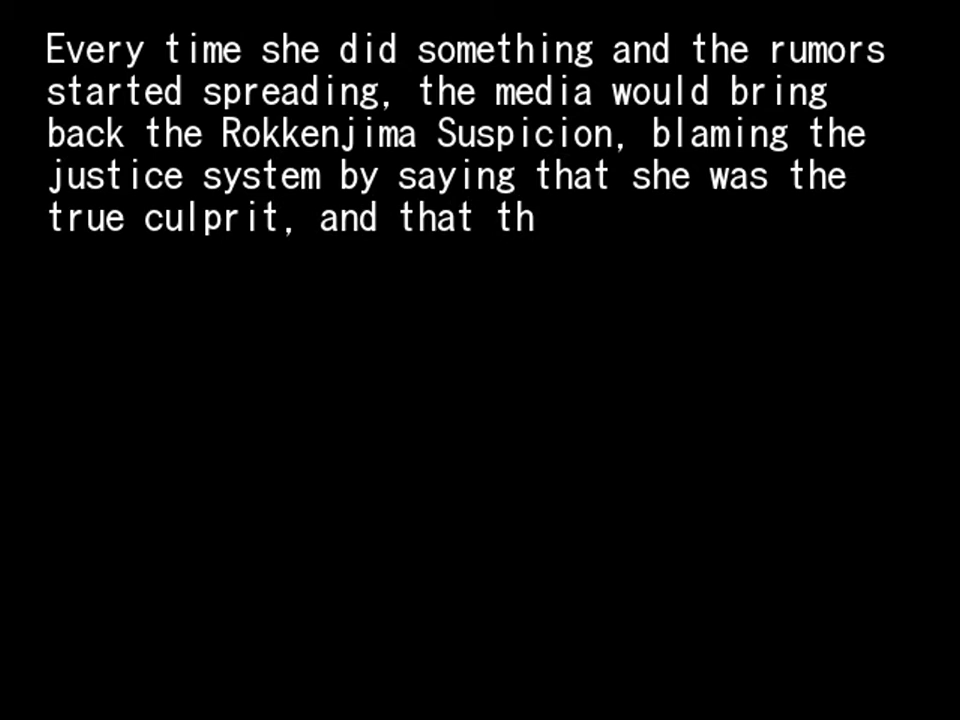 Every time she did something and the rumors
started spreading, the media would bring
back the Rokkenjima Suspicion, blaming the
justice system by saying that she was the
true culprit, and that th